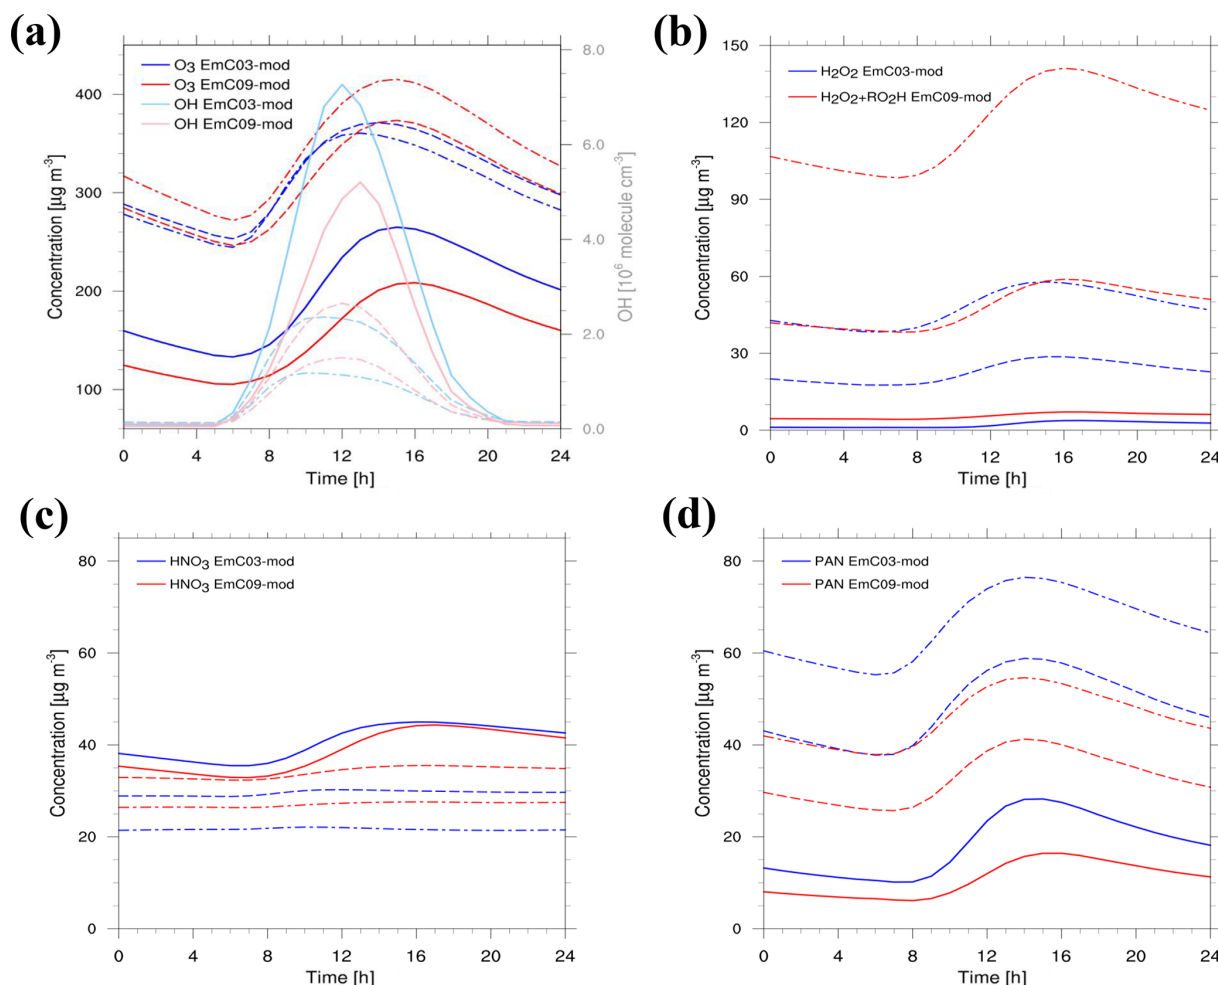 (a)
O3 EmC03-mod
O3 EmC09-mod
OH EmC03-mod
OH EmC09-mod
Concentration [µg m-3]
400
300
200
100
8.0
6.0
4.0
2.0
0.0
OH [10^6 molecule cm-3]
0 4 8 12 16 20 24
Time [h]
(b)
H2O2 EmC03-mod
H2O2+RO2H EmC09-mod
Concentration [µg m-3]
150
120
90
60
30
0
0 4 8 12 16 20 24
Time [h]
(c)
HNO3 EmC03-mod
HNO3 EmC09-mod
Concentration [µg m-3]
80
60
40
20
0
0 4 8 12 16 20 24
Time [h]
(d)
PAN EmC03-mod
PAN EmC09-mod
Concentration [µg m-3]
80
60
40
20
0
0 4 8 12 16 20 24
Time [h]